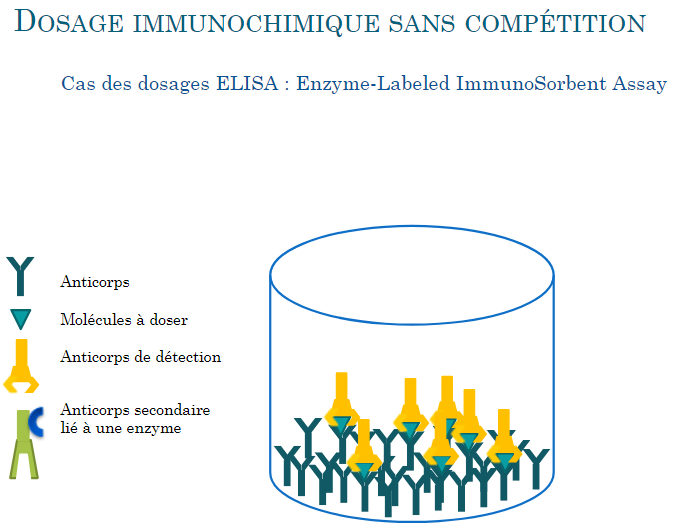 Dosage immunochimique sans compétition
Cas des dosages ELISA : Enzyme-Labeled ImmunoSorbent Assay
Anticorps
Molécules à doser
Anticorps de détection
Anticorps secondaire
lié à une enzyme